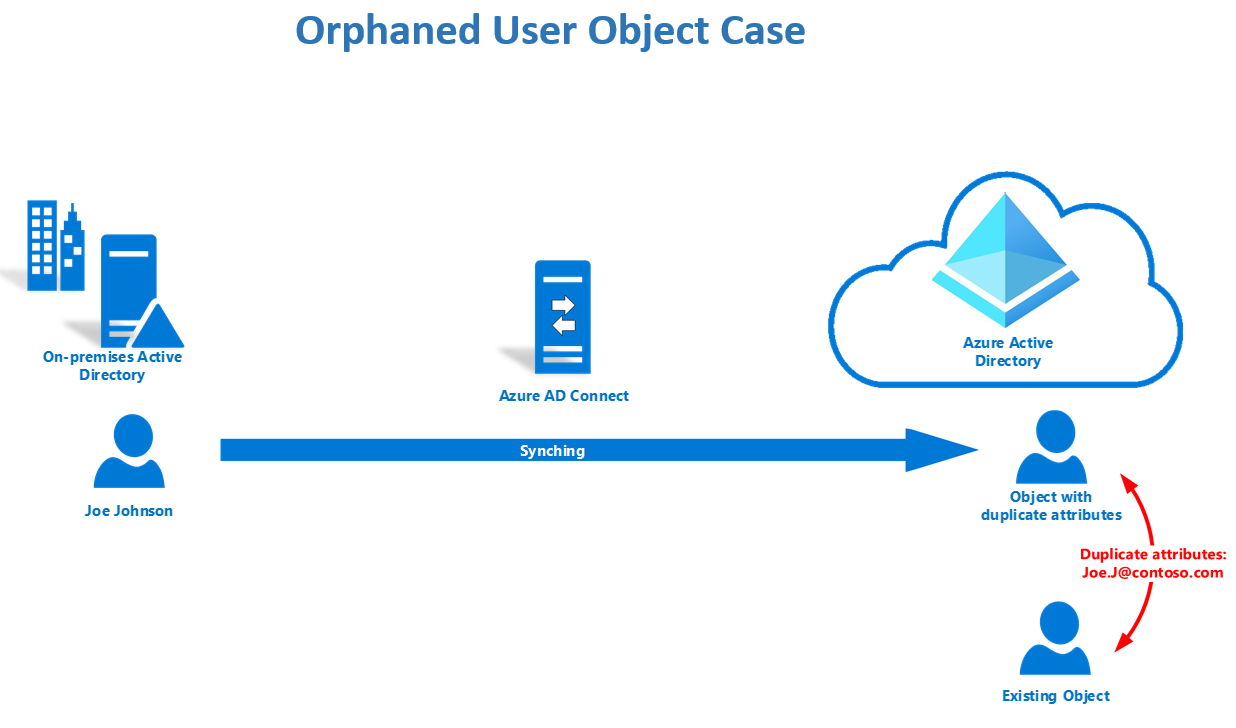 Orphaned User Object Case
On-premises Active
Directory
Azure AD Connect
Azure Active
Directory
Synching
Joe Johnson
Object with
duplicate attributes
Duplicate attributes:
Joe.J@contoso.com
Existing Object